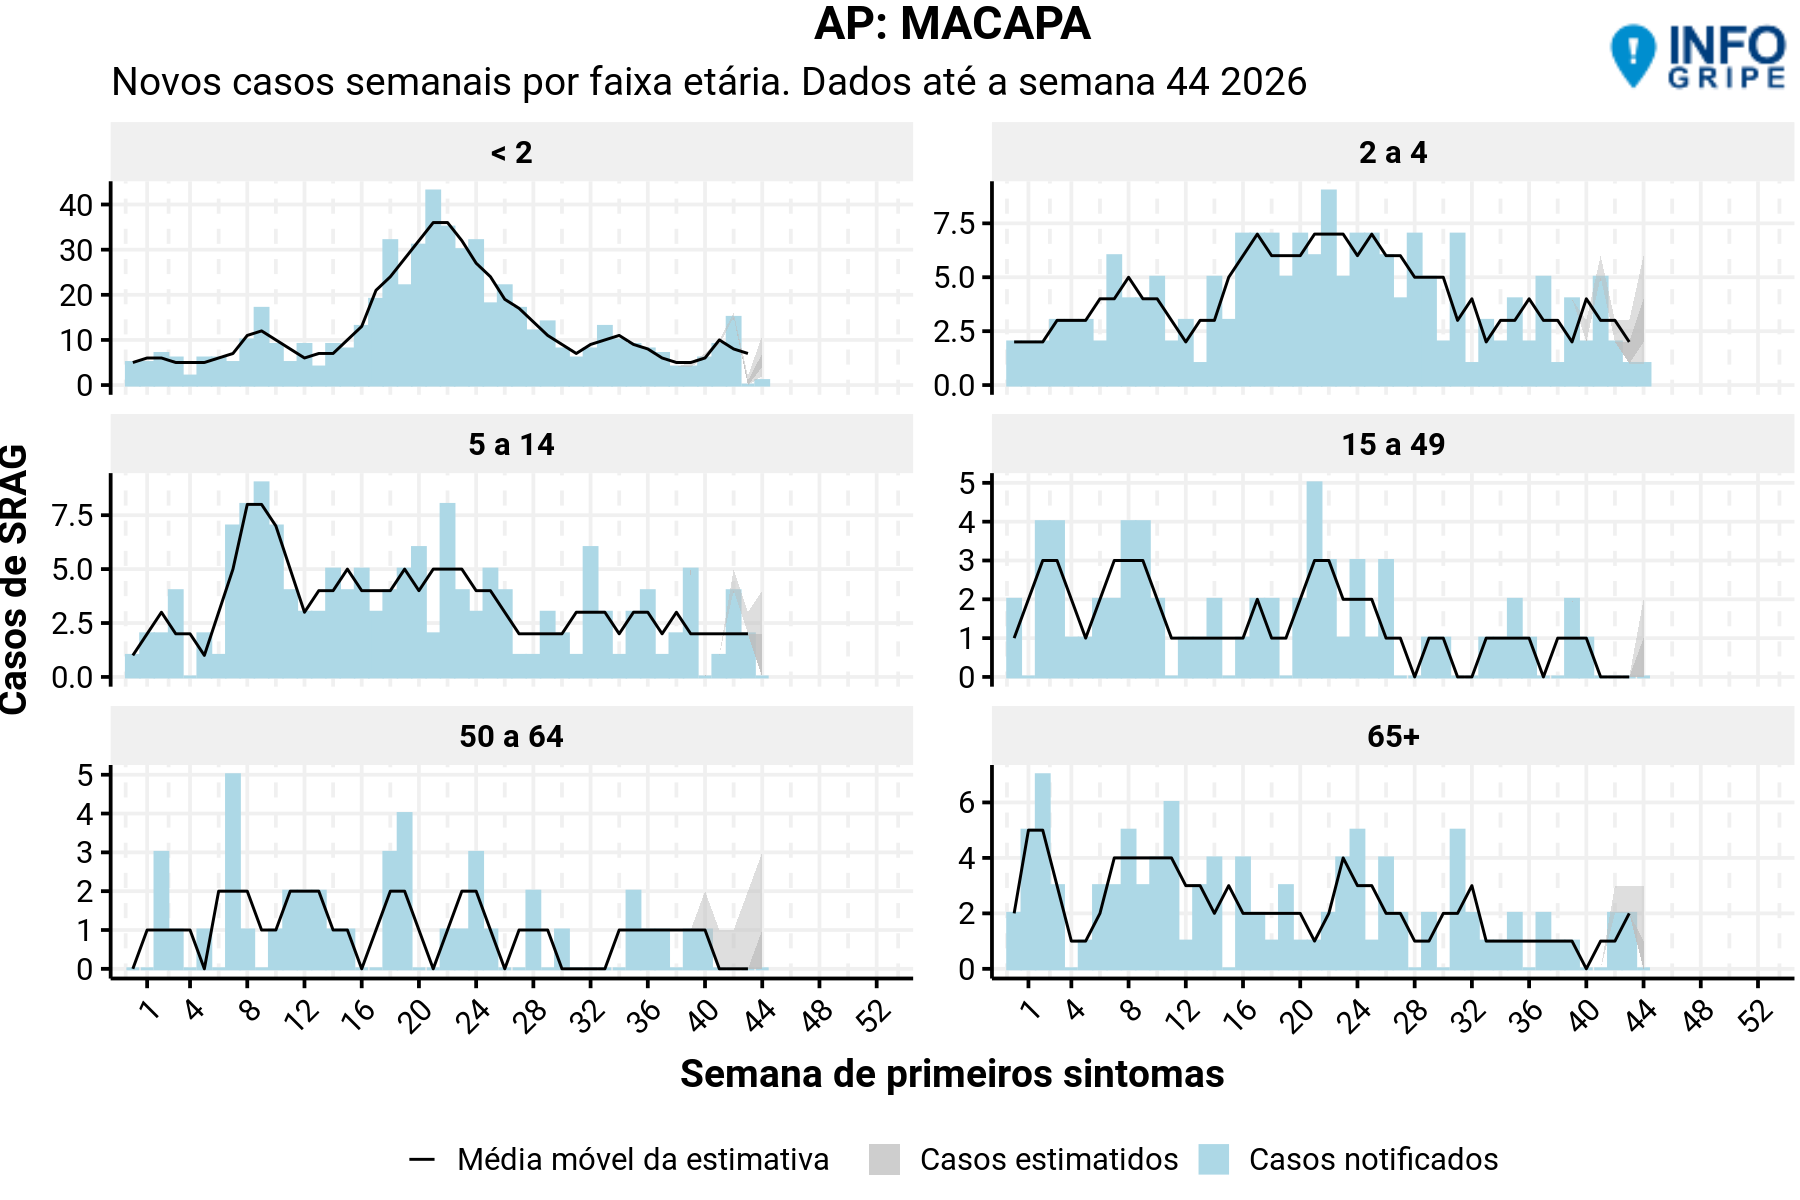 AP: MACAPA
INFO
GRIPE
Novos casos semanais por faixa etária. Dados até a semana 44 2026
< 2
2 a 4
40
30
20
10
0
7.5
5.0
2.5
0.0
5 a 14
15 a 49
7.5
5.0
2.5
0.0
5
4
3
2
1
0
Casos de SRAG
50 a 64
65+
5
4
3
2
1
0
6
4
2
0
1 4 8 12 16 20 24 28 32 36 40 44 48 52
1 4 8 12 16 20 24 28 32 36 40 44 48 52
Semana de primeiros sintomas
Média móvel da estimativa Casos estimatidos Casos notificados